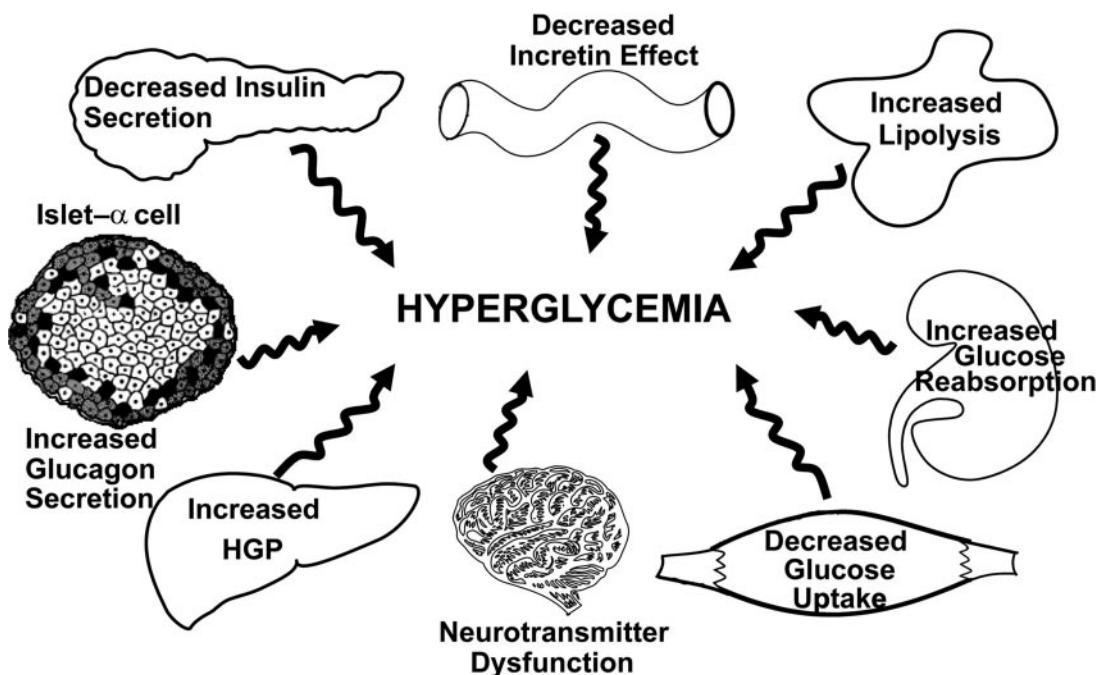 Decreased
Incretin Effect
Decreased Insulin
Secretion
Increased
Lipolysis
Islet–α cell
HYPERGLYCEMIA
Increased
Glucose
Reabsorption
Increased
Glucagon
Secretion
Increased
HGP
Decreased
Glucose
Uptake
Neurotransmitter
Dysfunction